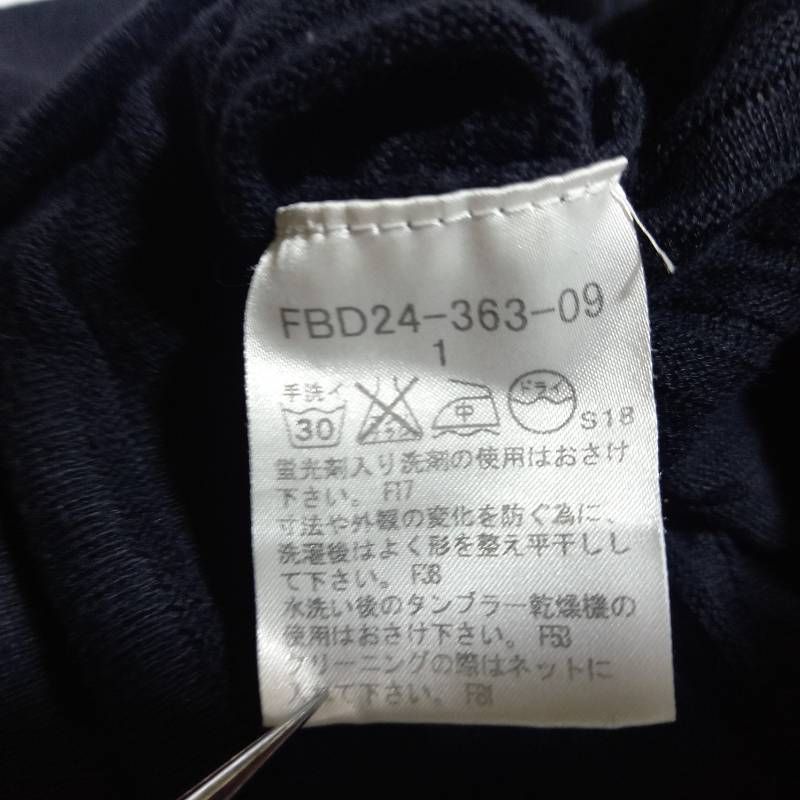 FBD24-363-09
1
手洗イ
30
中
ドライ
S18
蛍光剤入り洗剤の使用はおさけ
下さい。 F17
寸法や外観の変化を防ぐ為に、
洗濯後はよく形を整え平干しし
て下さい。 F38
水洗い後のタンブラー乾燥機の
使用はおさけ下さい。 F53
クリーニングの際はネットに
入れて下さい。